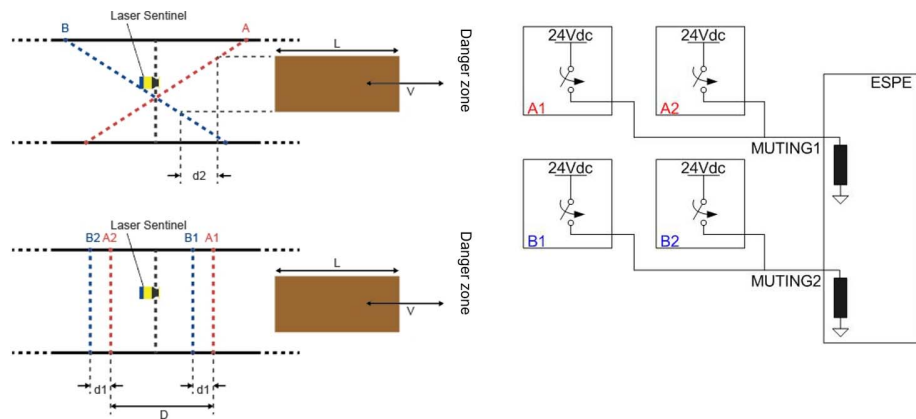 Laser Sentinel
B
A
L
V
Danger zone
d2
Laser Sentinel
B2 A2
B1 A1
L
V
Danger zone
d1
d1
D
24Vdc
24Vdc
ESPE
A1
A2
MUTING1
24Vdc
24Vdc
B1
B2
MUTING2